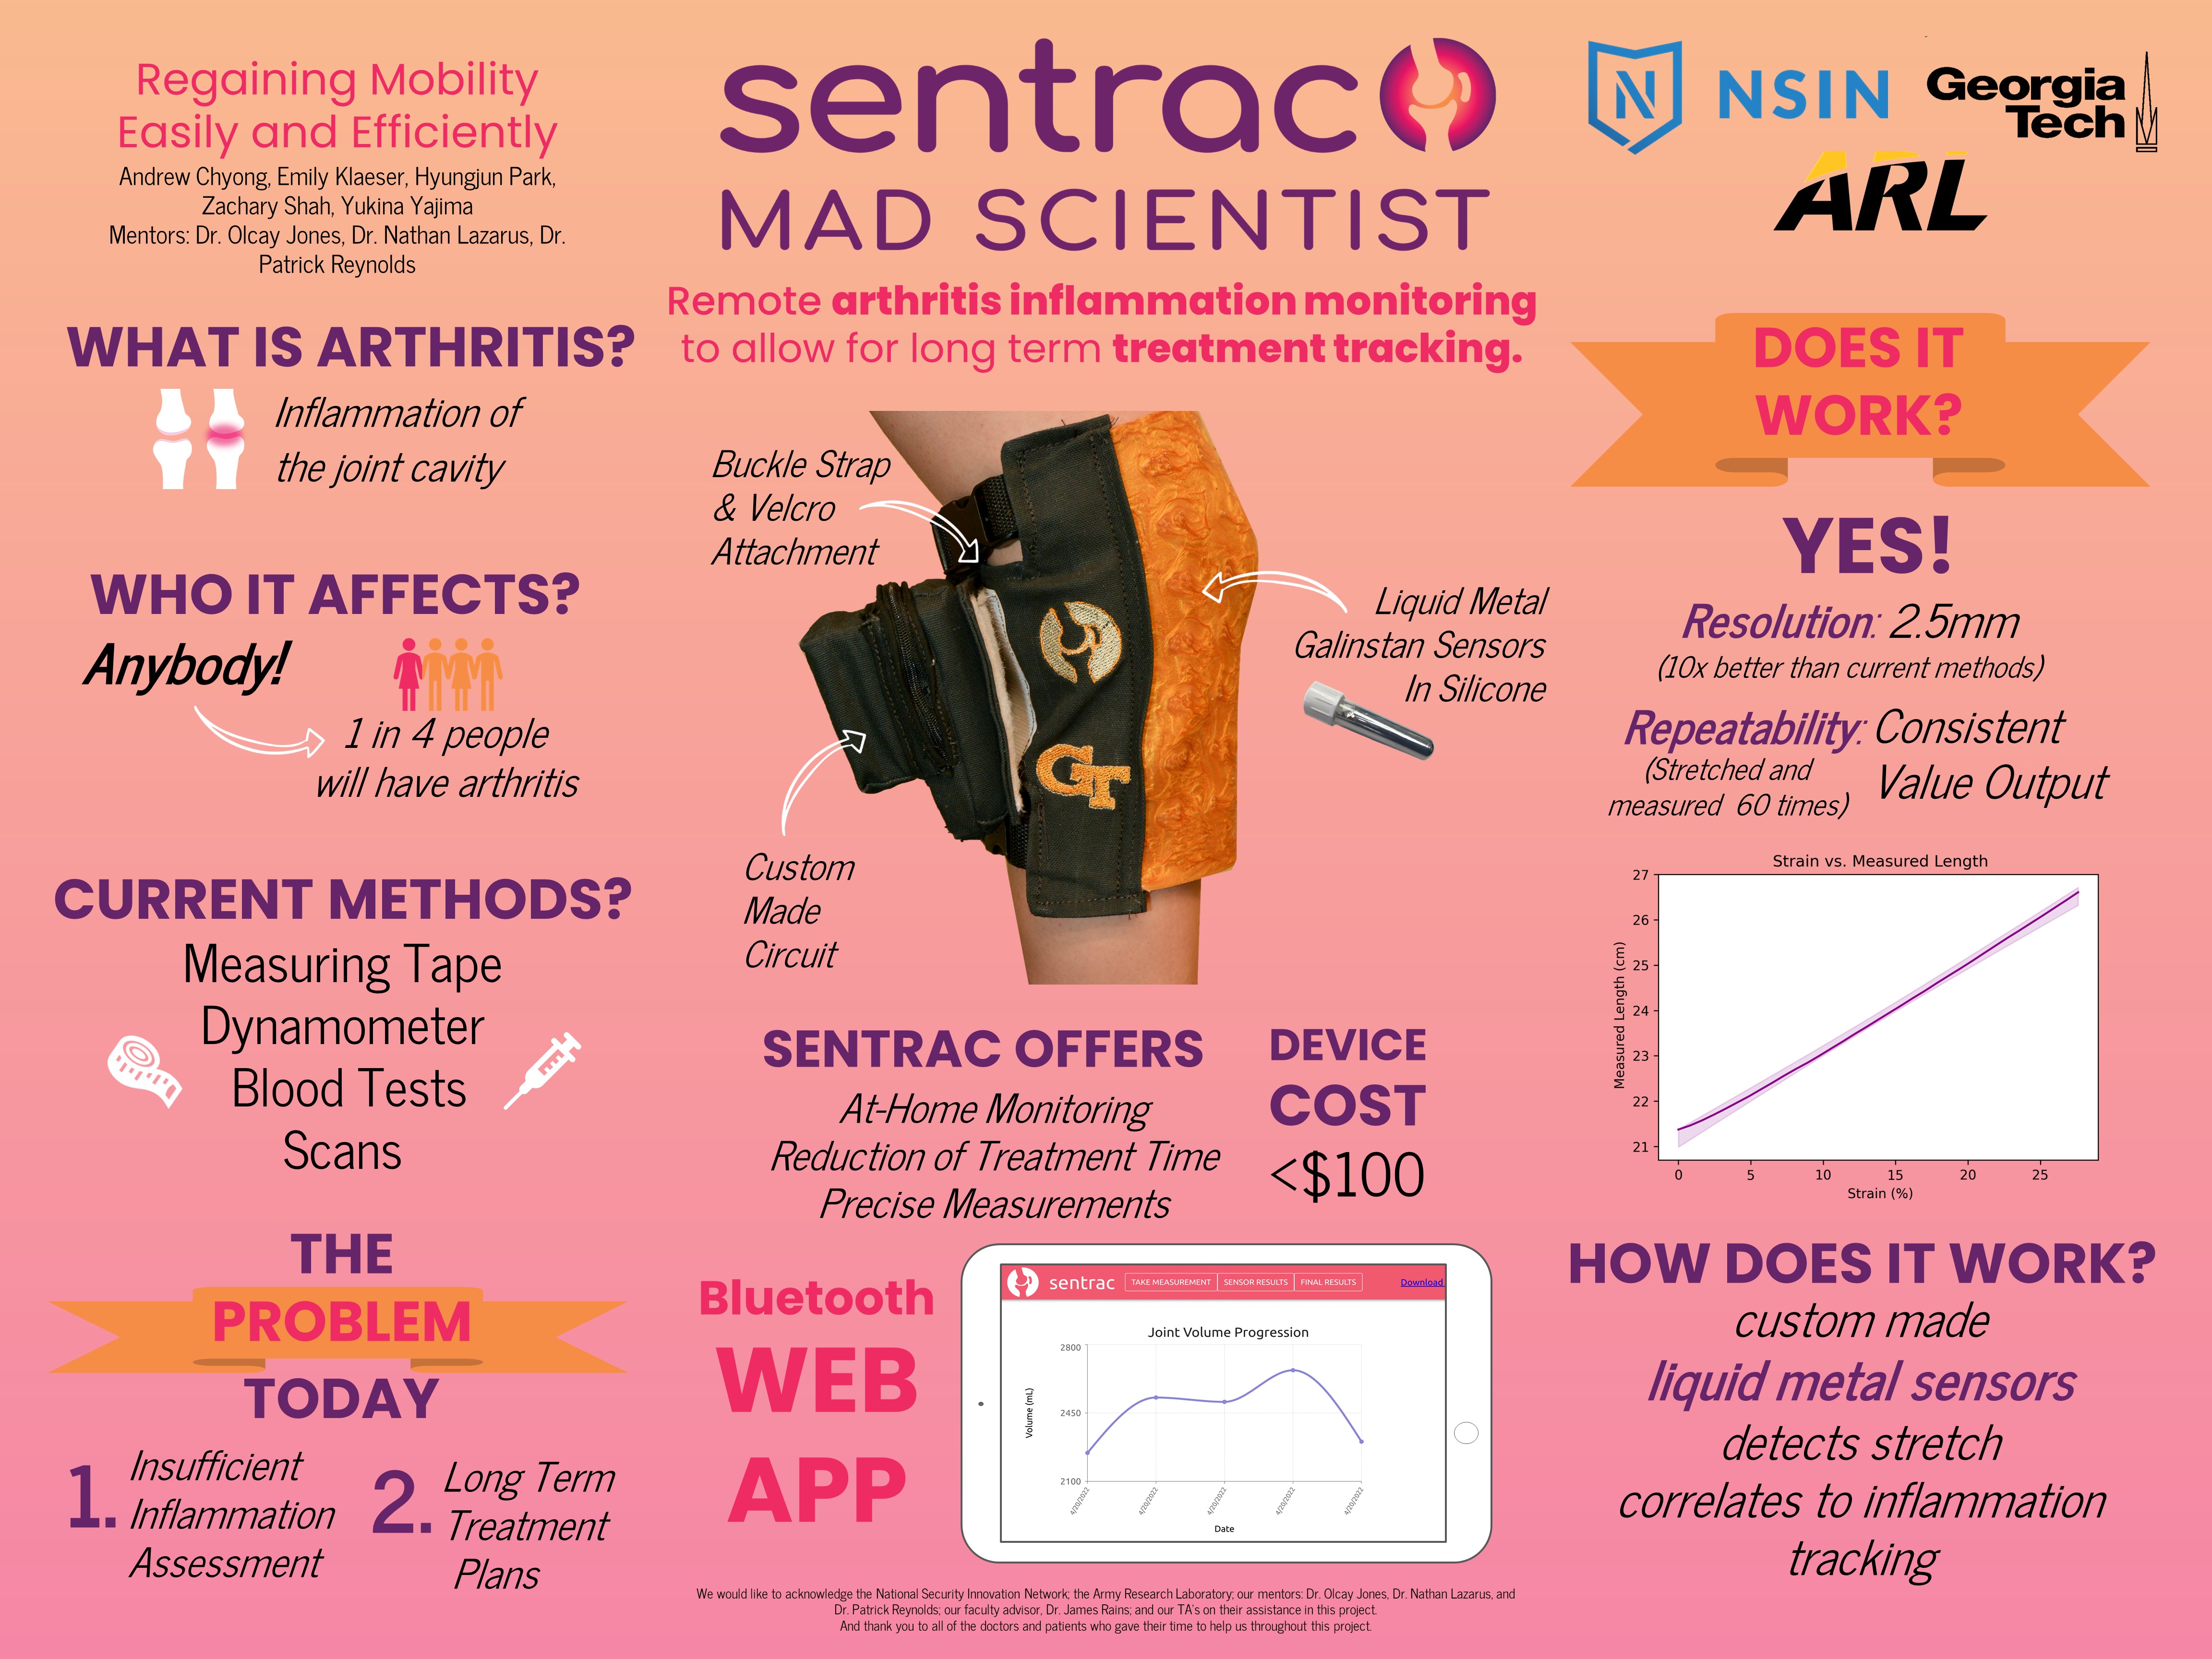 Regaining Mobility
Easily and Efficiently
Andrew Chyong, Emily Klaeser, Hyungjun Park,
Zachary Shah, Yukina Yajima
Mentors: Dr. Olcay Jones, Dr. Nathan Lazarus, Dr.
Patrick Reynolds
WHAT IS ARTHRITIS?
Inflammation of
the joint cavity
WHO IT AFFECTS?
Anybody!
1 in 4 people
will have arthritis
CURRENT METHODS?
Measuring Tape
Dynamometer
Blood Tests
Scans
THE
PROBLEM
TODAY
1. Insufficient
Inflammation
Assessment
2. Long Term
Treatment
Plans
sentrac
MAD SCIENTIST
Remote arthritis inflammation monitoring
to allow for long term treatment tracking.
Buckle Strap
& Velcro
Attachment
Liquid Metal
Galinstan Sensors
In Silicone
GT
Custom
Made
Circuit
SENTRAC OFFERS
At-Home Monitoring
Reduction of Treatment Time
Precise Measurements
DEVICE
COST
<$100
Bluetooth
WEB
APP
sentrac
TAKE MEASUREMENT
SENSOR RESULTS
FINAL RESULTS
Download
Joint Volume Progression
Volume (mL)
2800
2450
2100
4/20/2022
4/20/2022
4/20/2022
4/20/2022
4/20/2022
Date
We would like to acknowledge the National Security Innovation Network; the Army Research Laboratory; our mentors: Dr. Olcay Jones, Dr. Nathan Lazarus, and
Dr. Patrick Reynolds; our faculty advisor, Dr. James Rains; and our TA's on their assistance in this project.
And thank you to all of the doctors and patients who gave their time to help us throughout this project.
N NSIN
Georgia
Tech
ARL
DOES IT
WORK?
YES!
Resolution: 2.5mm
(10x better than current methods)
Repeatability: Consistent
Value Output
(Stretched and
measured 60 times)
Strain vs. Measured Length
Measured Length (cm)
27
26
25
24
23
22
21
0 5 10 15 20 25
Strain (%)
HOW DOES IT WORK?
custom made
liquid metal sensors
detects stretch
correlates to inflammation
tracking